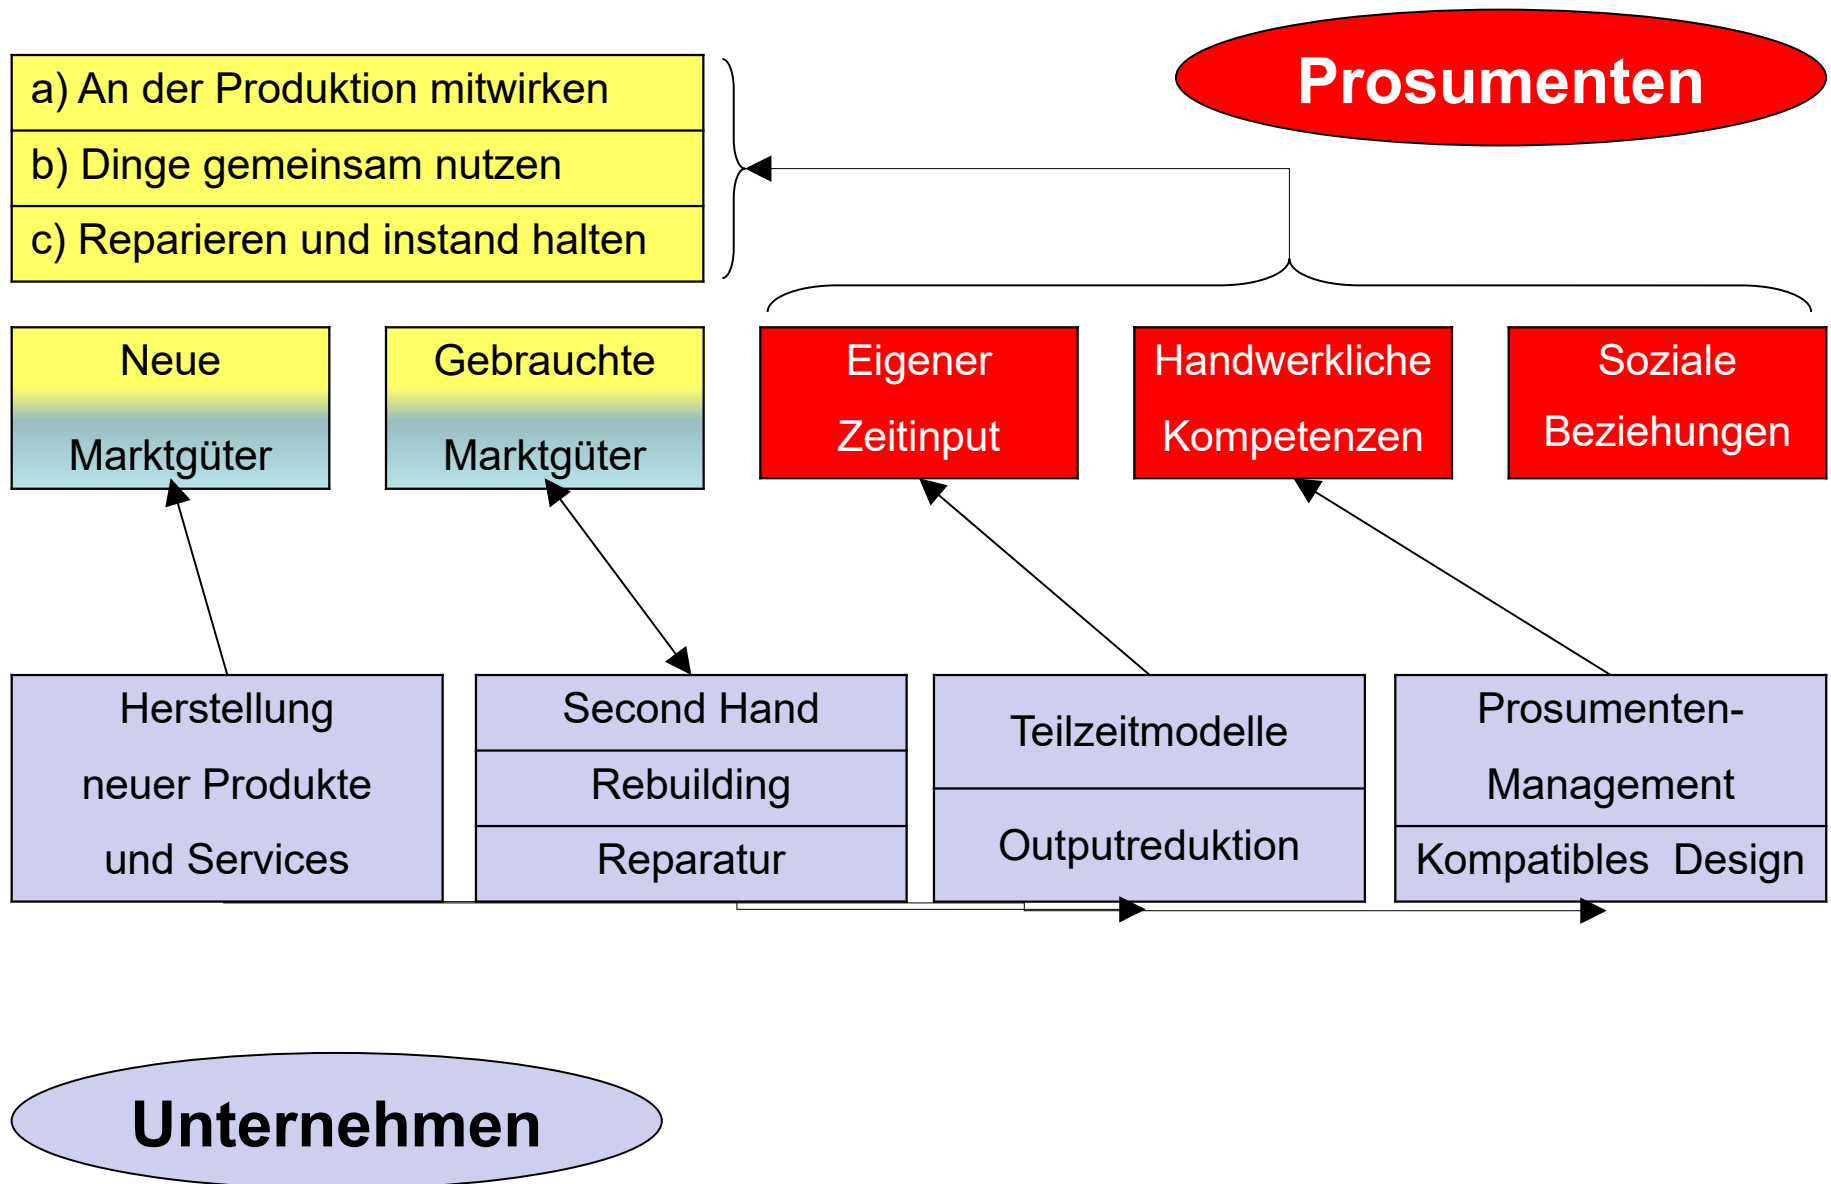 Prosumenten
a) An der Produktion mitwirken
b) Dinge gemeinsam nutzen
c) Reparieren und instand halten
Neue
Marktgüter
Gebrauchte
Marktgüter
Eigener
Zeitinput
Handwerkliche
Kompetenzen
Soziale
Beziehungen
Herstellung
neuer Produkte
und Services
Second Hand
Rebuilding
Reparatur
Teilzeitmodelle
Outputreduktion
Prosumenten-
Management
Kompatibles Design
Unternehmen